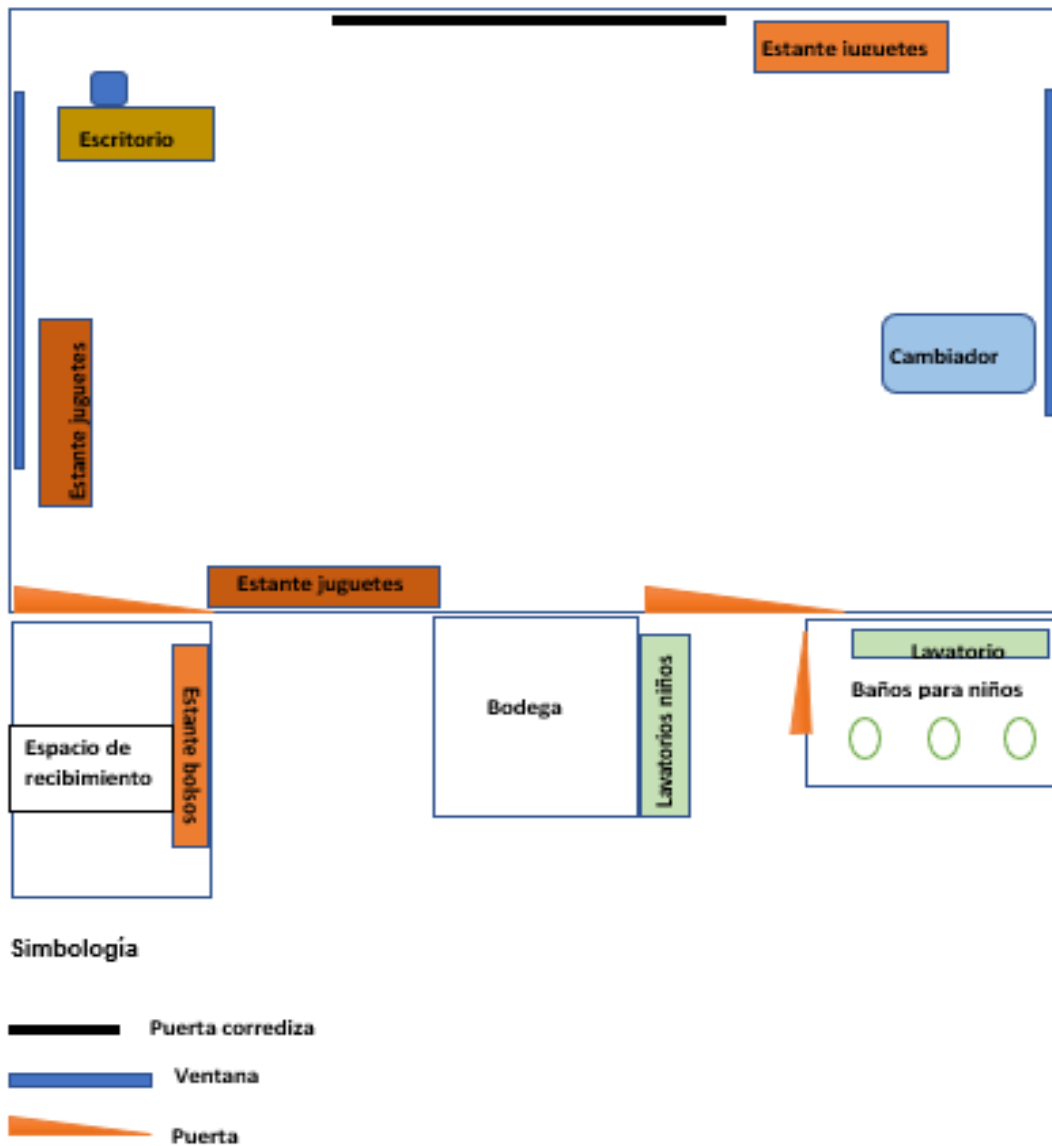 Estante juguetes
Escritorio
Cambiador
Estante juguetes
Estante juguetes
Lavatorio
Baños para niños
Bodega
Lavatorios niños
Estante bolsos
Espacio de
recibimiento
Simbología
Puerta corrediza
Ventana
Puerta